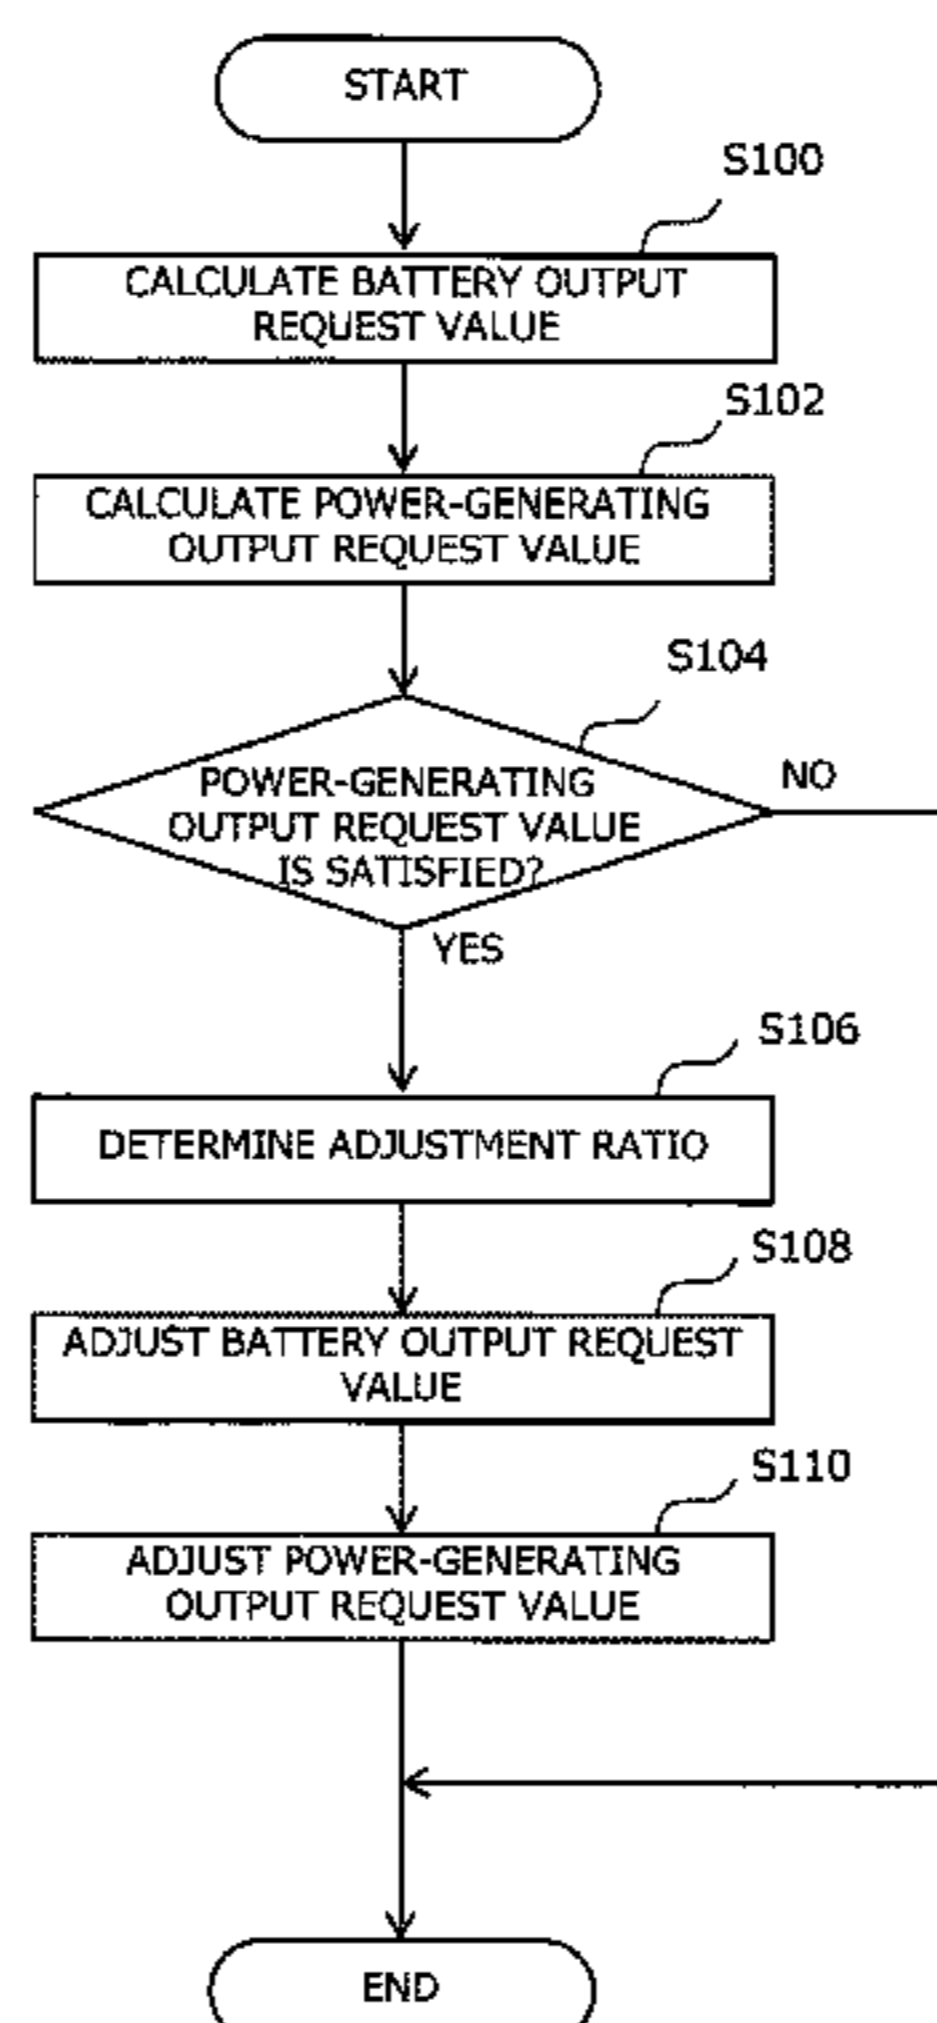 START
S100
CALCULATE BATTERY OUTPUT
REQUEST VALUE
S102
CALCULATE POWER-GENERATING
OUTPUT REQUEST VALUE
S104
POWER-GENERATING
OUTPUT REQUEST VALUE
IS SATISFIED?
NO
YES
S106
DETERMINE ADJUSTMENT RATIO
S108
ADJUST BATTERY OUTPUT REQUEST
VALUE
S110
ADJUST POWER-GENERATING
OUTPUT REQUEST VALUE
END